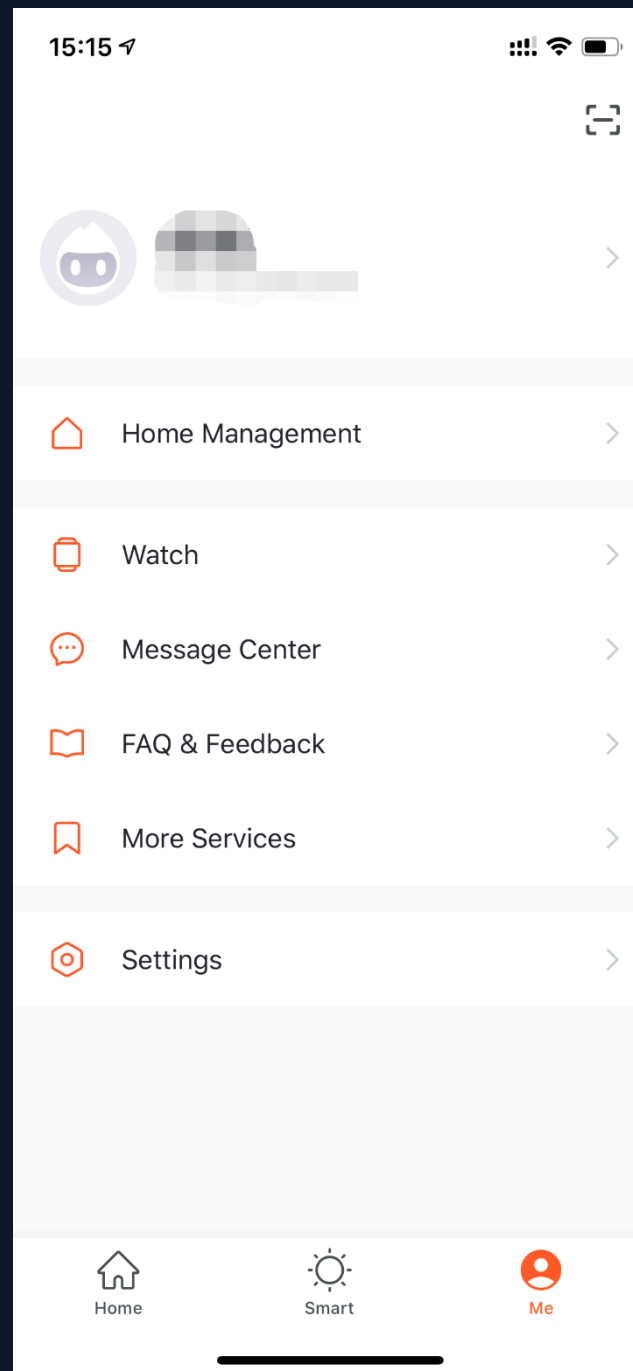 15:15
Home Management
Watch
Message Center
FAQ & Feedback
More Services
Settings
Home
Smart
Me